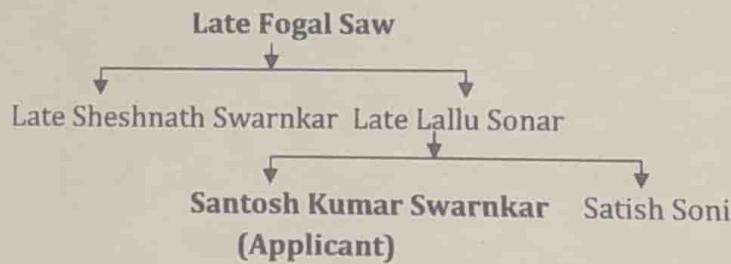 Late Fogal Saw
Late Sheshnath Swarnkar Late Lallu Sonar
Santosh Kumar Swarnkar Satish Soni
(Applicant)